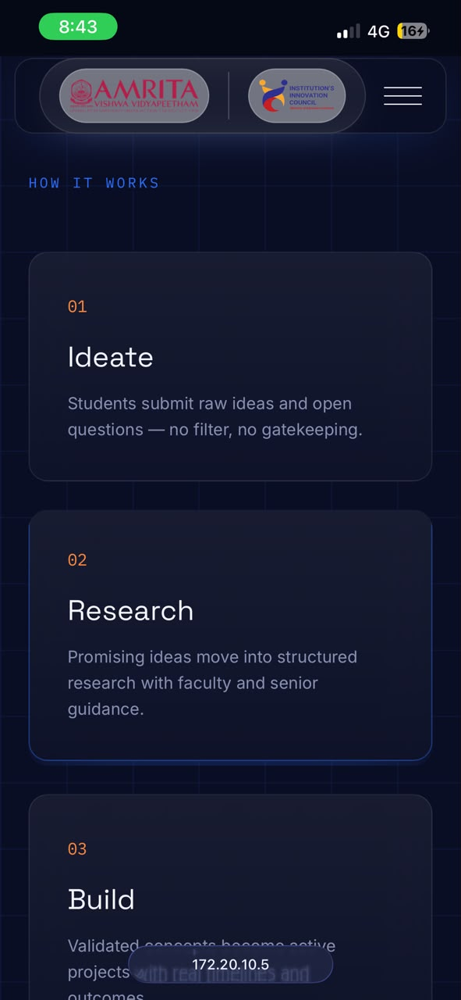 8:43
4G
16
AMRITA
VISHWA VIDYAPEETHAM
INSTITUTION'S
INNOVATION
COUNCIL
HOW IT WORKS
01
Ideate
Students submit raw ideas and open
questions — no filter, no gatekeeping.
02
Research
Promising ideas move into structured
research with faculty and senior
guidance.
03
Build
Validated concepts become active
projects with real timelines and
outcomes
172.20.10.5